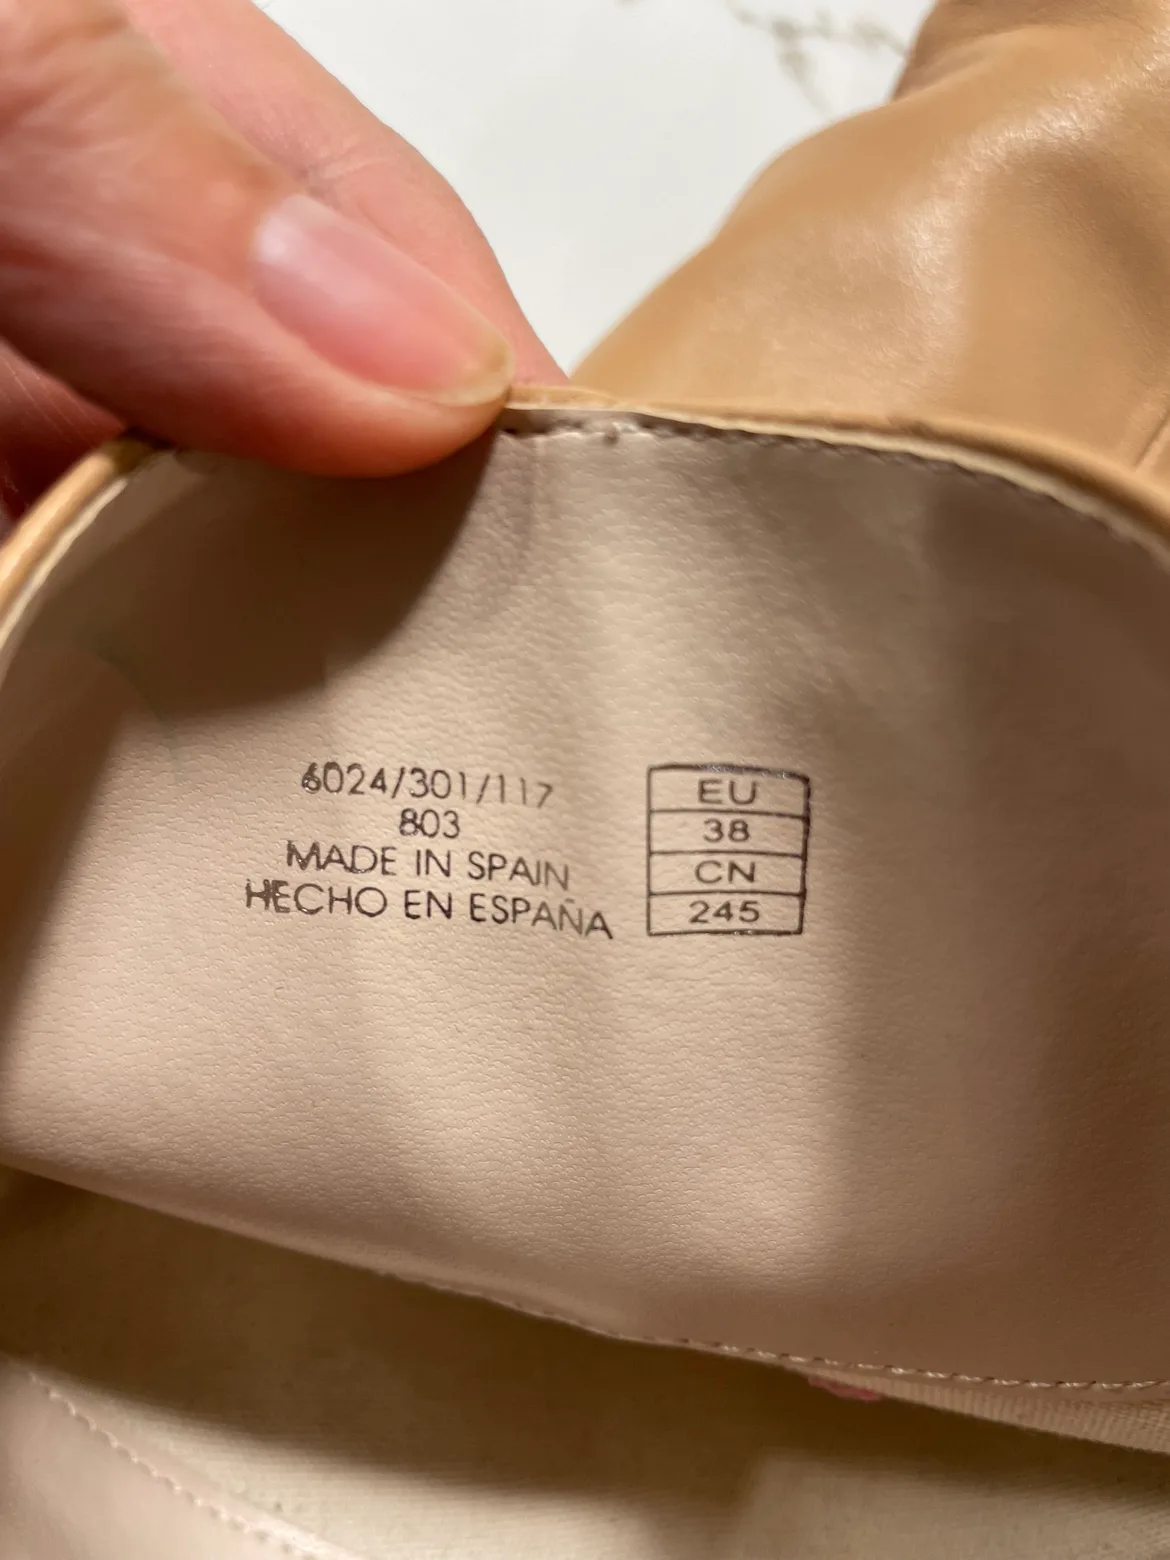 6024/301/117
803
MADE IN SPAIN
HECHO EN ESPAÑA
EU
38
CN
245